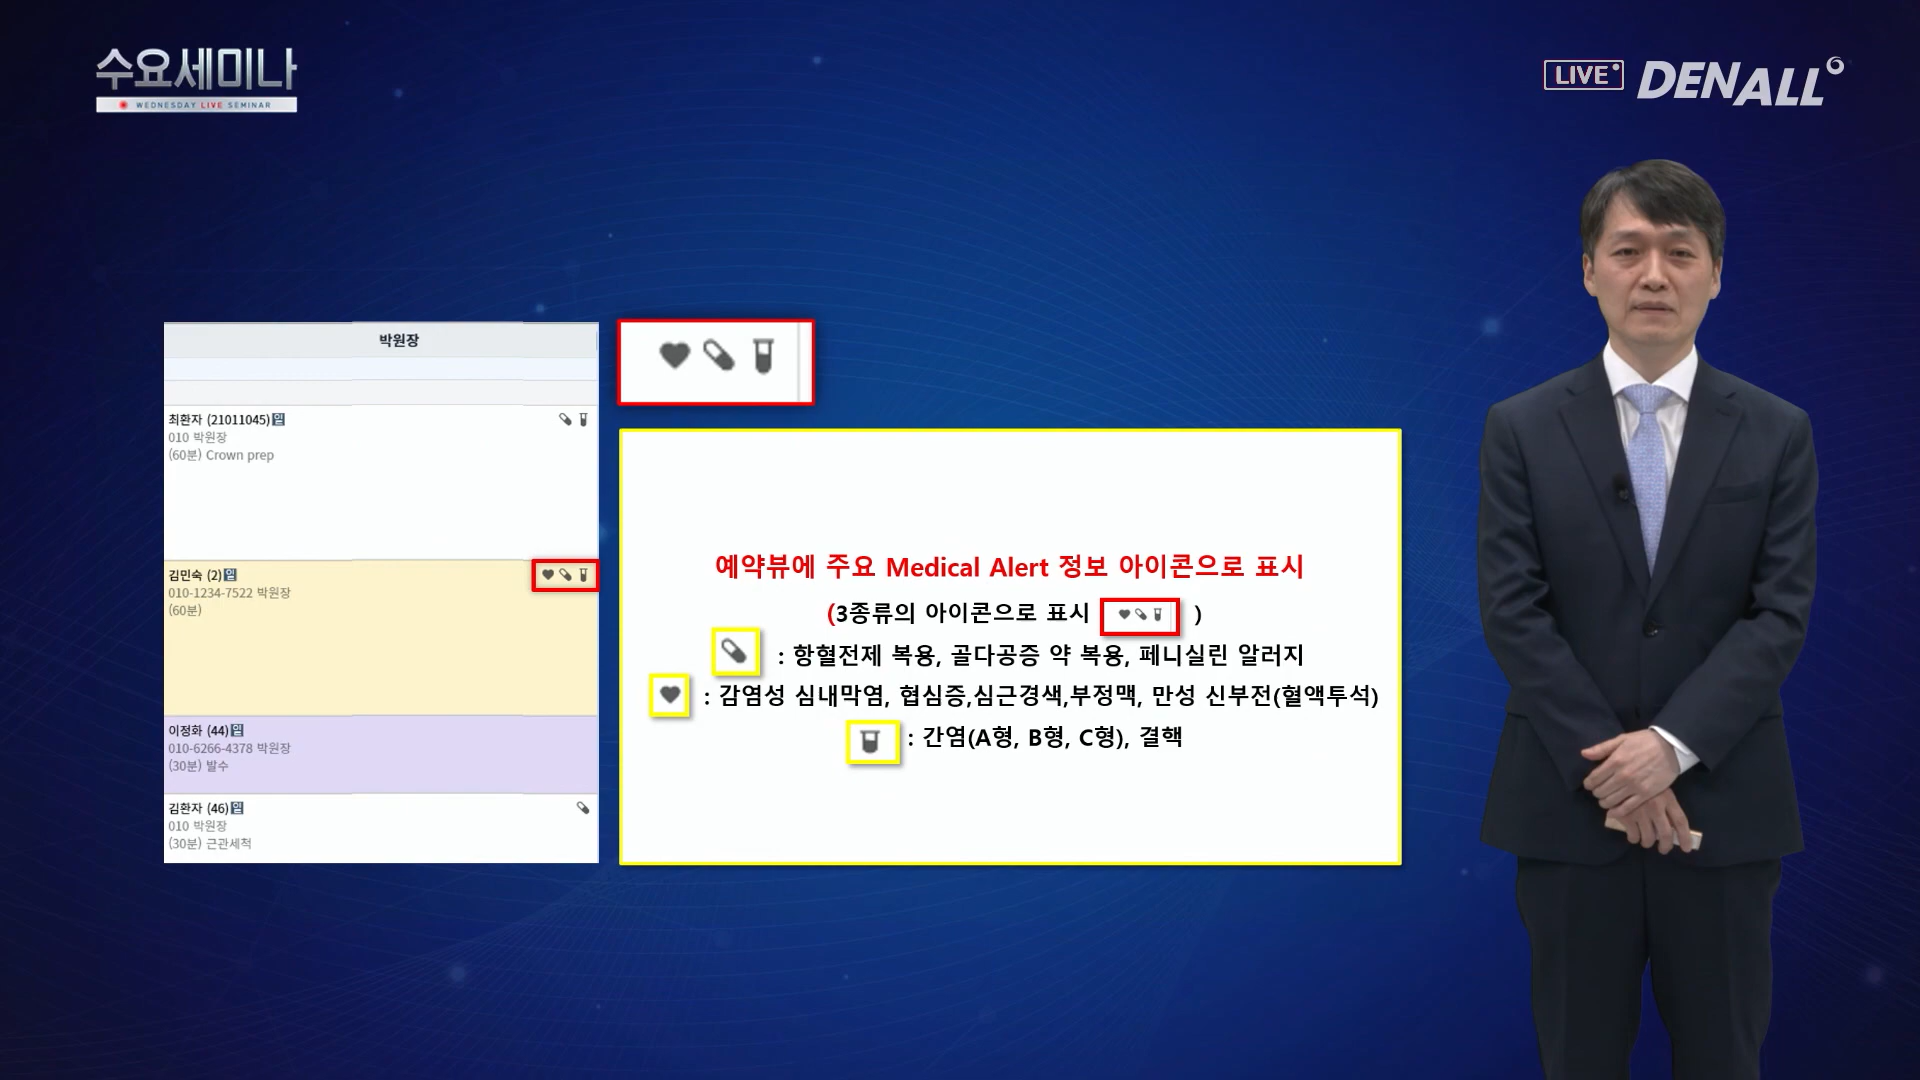 수요세미나
WEDNESDAY LIVE SEMINAR
LIVE DENALL
박원장
최환자 (21011045)임
010 박원장
(60분) Crown prep
김민숙 (2)임
010-1234-7522 박원장
(60분)
이정화 (44)임
010-6266-4378 박원장
(30분) 발수
김환자 (46)임
010 박원장
(30분) 근관세척
예약뷰에 주요 Medical Alert 정보 아이콘으로 표시
(3종류의 아이콘으로 표시 )
: 항혈전제 복용, 골다공증 약 복용, 페니실린 알러지
: 감염성 심내막염, 협심증,심근경색,부정맥, 만성 신부전(혈액투석)
: 간염(A형, B형, C형), 결핵